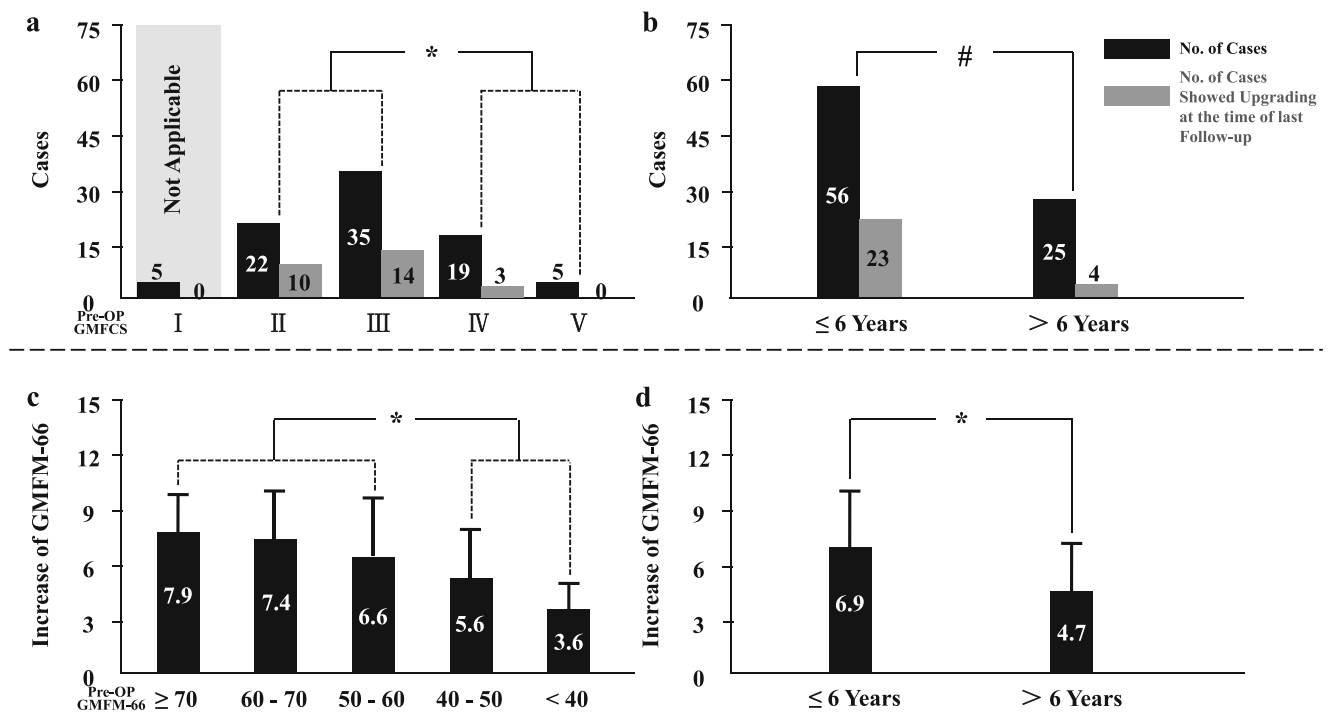 a
75
60
45
30
15
0
Cases
Not Applicable
*
5
0
22
10
35
14
19
3
5
0
Pre-OP
GMFCS
I
II
III
IV
V
b
75
60
45
30
15
0
Cases
#
56
23
25
4
≤ 6 Years
> 6 Years
No. of Cases
No. of Cases
Showed Upgrading
at the time of last
Follow-up
c
15
12
9
6
3
0
Increase of GMFM-66
*
7.9
7.4
6.6
5.6
3.6
Pre-OP
GMFM-66
≥ 70
60 - 70
50 - 60
40 - 50
< 40
d
15
12
9
6
3
0
Increase of GMFM-66
*
6.9
4.7
≤ 6 Years
> 6 Years